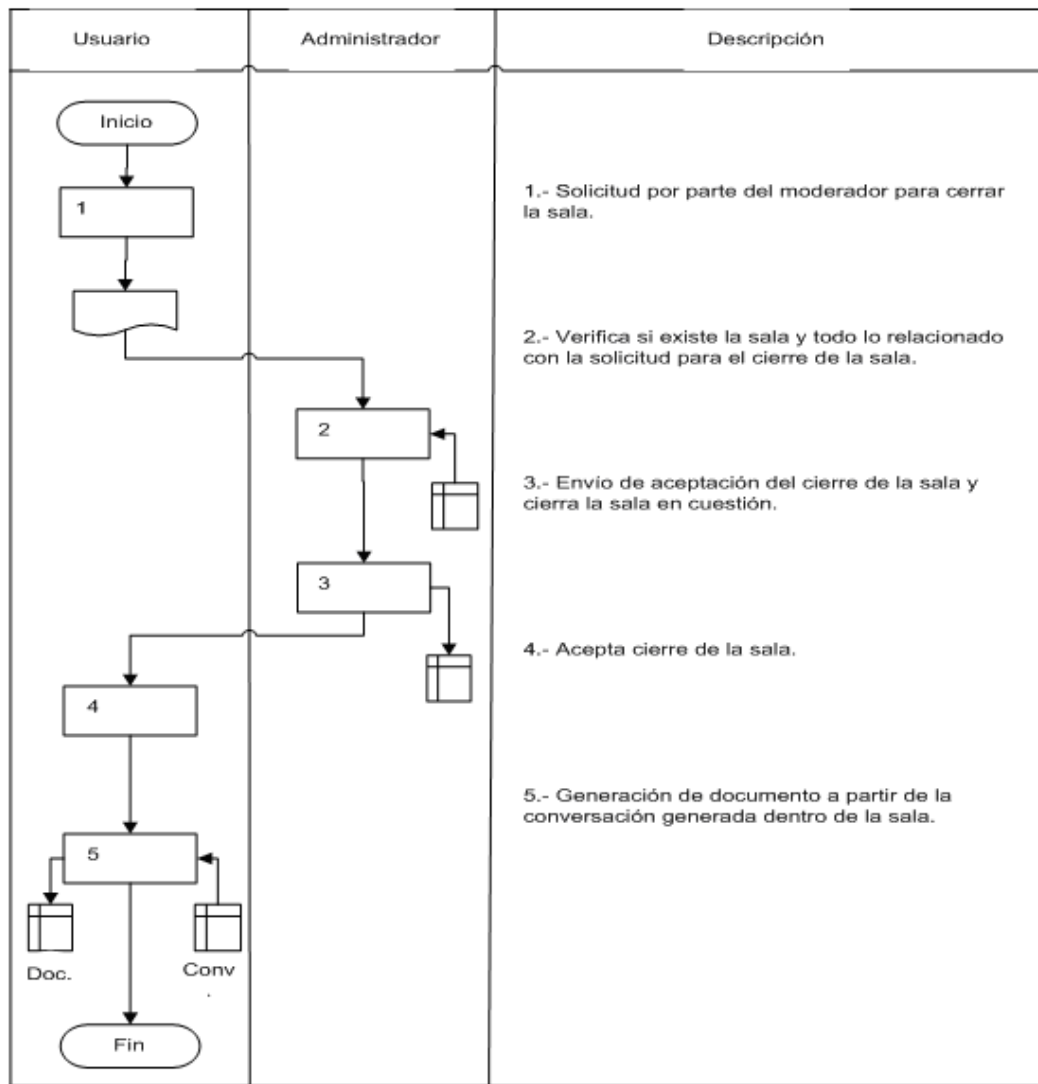 Usuario
Administrador
Descripción
Inicio
1
1.- Solicitud por parte del moderador para cerrar
la sala.
2.- Verifica si existe la sala y todo lo relacionado
con la solicitud para el cierre de la sala.
2
3.- Envío de aceptación del cierre de la sala y
cierra la sala en cuestión.
3
4.- Acepta cierre de la sala.
4
5.- Generación de documento a partir de la
conversación generada dentro de la sala.
5
Doc.
Conv
.
Fin